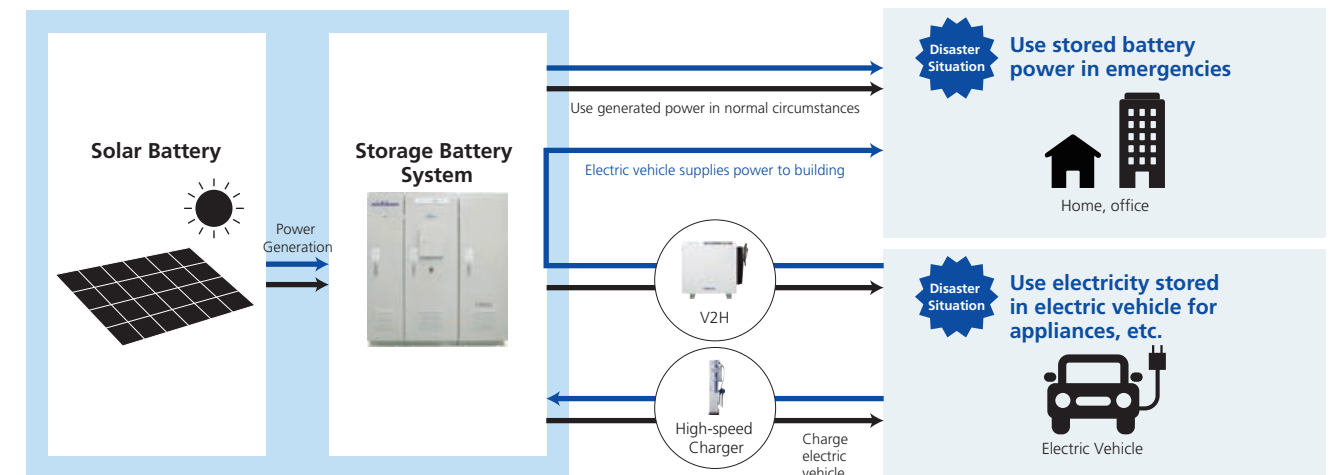 Solar Battery
Power
Generation
Storage Battery
System
Use generated power in normal circumstances
Electric vehicle supplies power to building
V2H
High-speed
Charger
Charge
electric
vehicle
Disaster
Situation
Use stored battery
power in emergencies
Home, office
Disaster
Situation
Use electricity stored
in electric vehicle for
appliances, etc.
Electric Vehicle